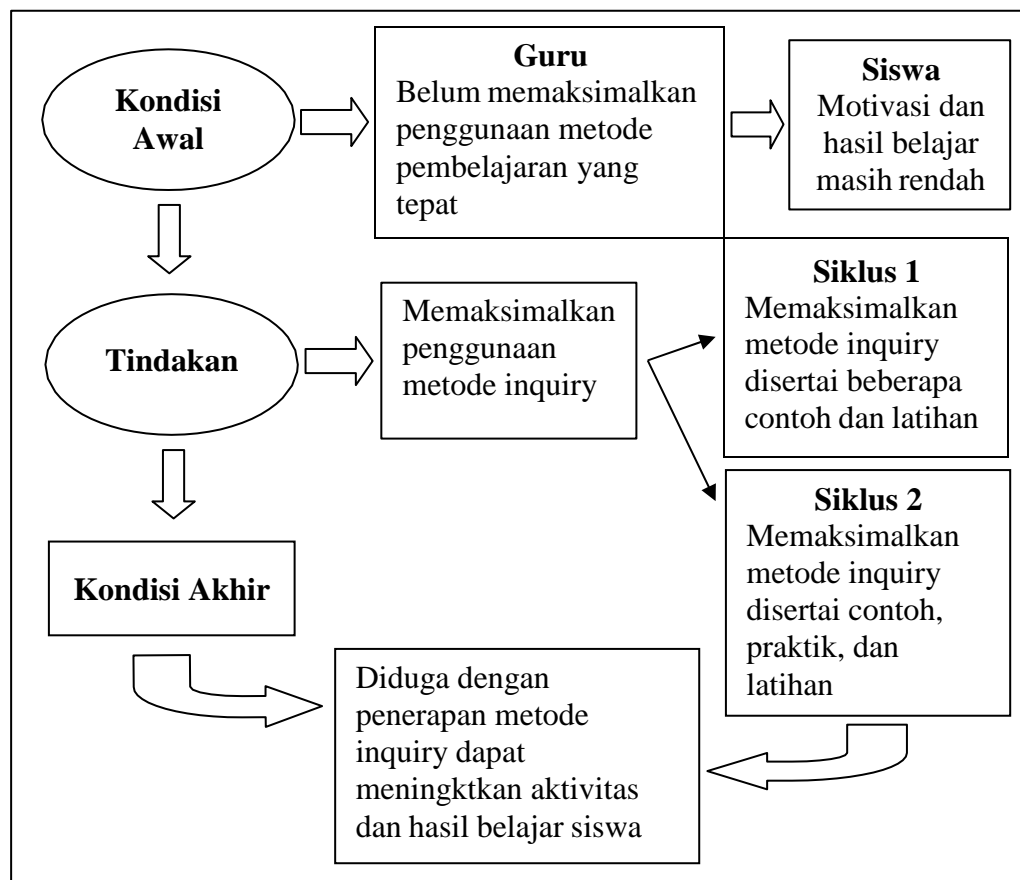 Kondisi
Awal
Guru
Belum memaksimalkan
penggunaan metode
pembelajaran yang
tepat
Siswa
Motivasi dan
hasil belajar
masih rendah
Tindakan
Memaksimalkan
penggunaan
metode inquiry
Siklus 1
Memaksimalkan
metode inquiry
disertai beberapa
contoh dan latihan
Siklus 2
Memaksimalkan
metode inquiry
disertai contoh,
praktik, dan
latihan
Kondisi Akhir
Diduga dengan
penerapan metode
inquiry dapat
meningktkan aktivitas
dan hasil belajar siswa